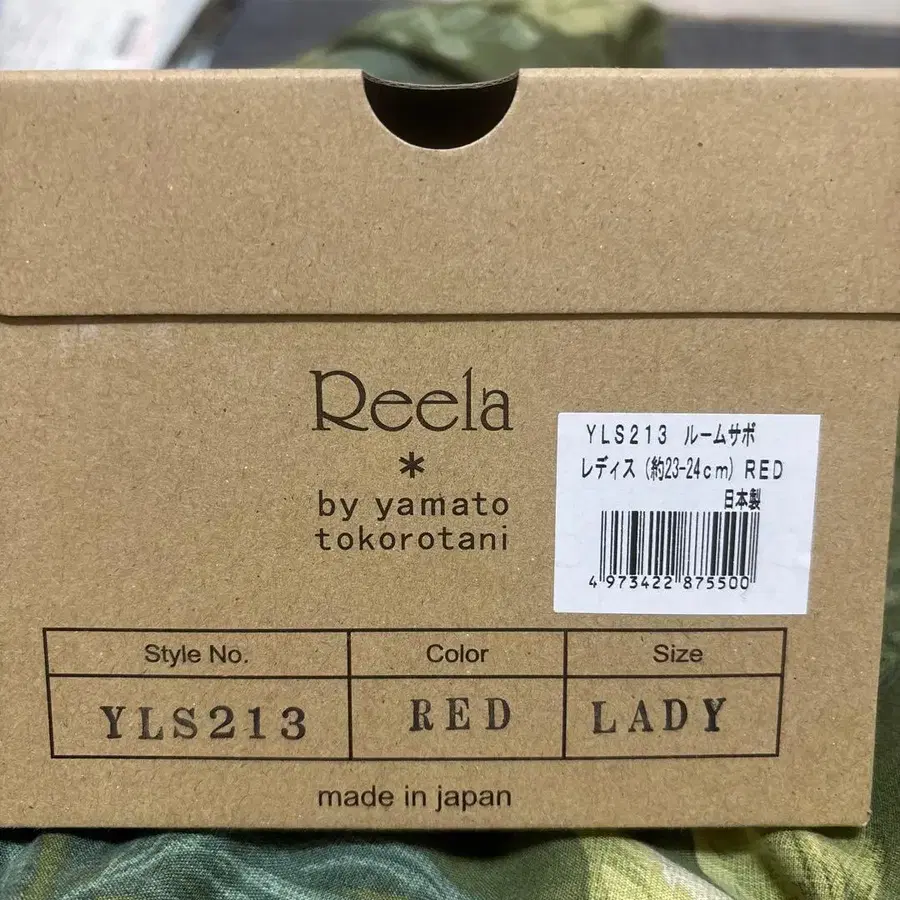 Reela
*
by yamato
tokorotani
YLS213 ルームサボ
レディス (約23-24cm) RED
日本製
4 973422 875500
Style No. Color Size
YLS213 RED LADY
made in japan